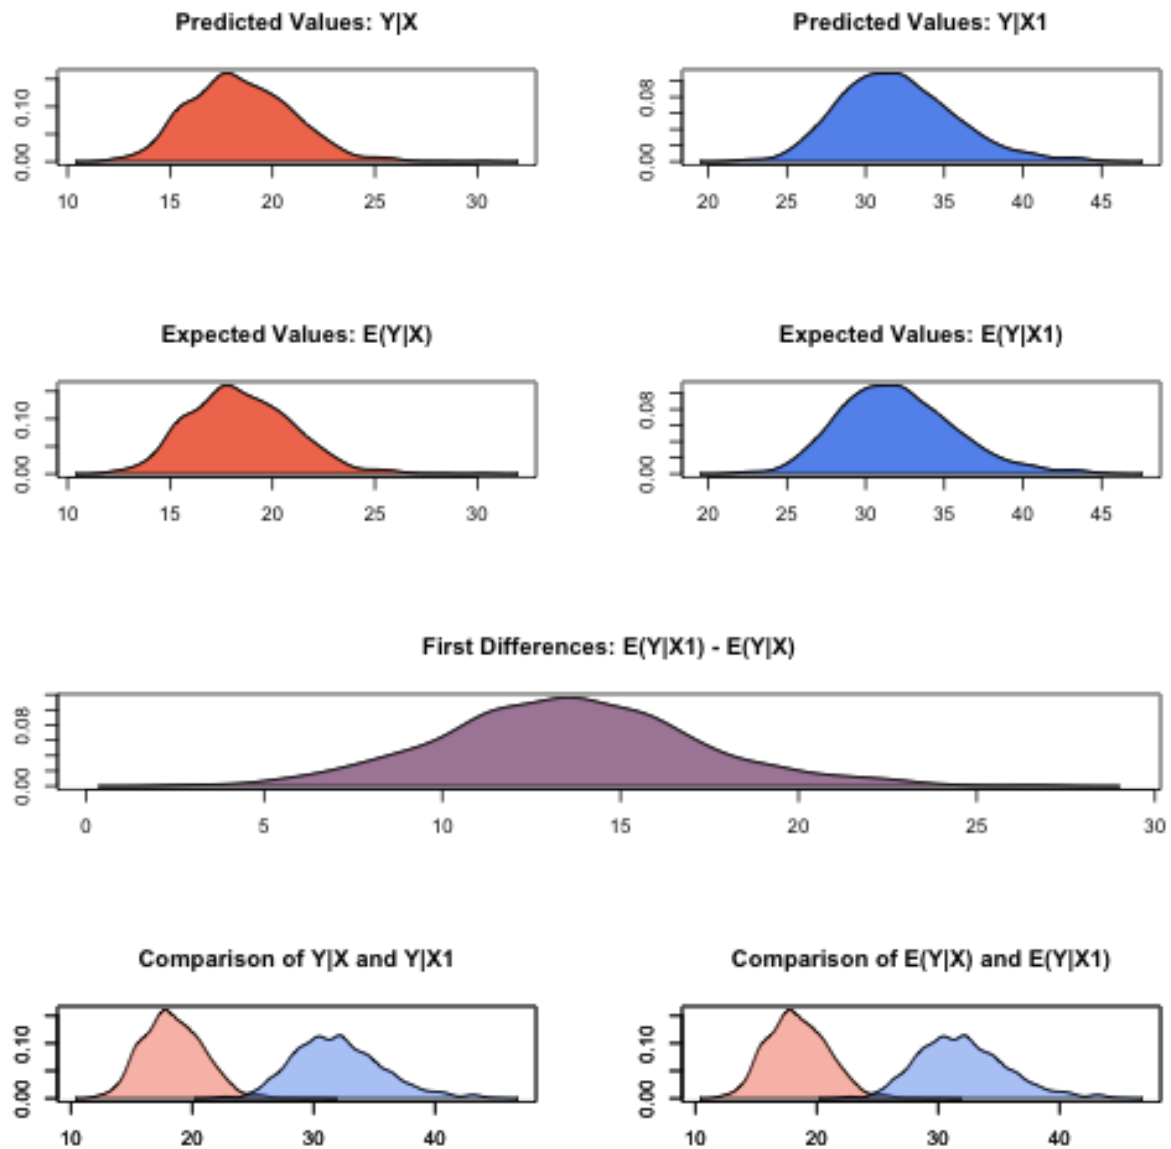 Predicted Values: Y|X
0.00 0.10
10 15 20 25 30
Predicted Values: Y|X1
0.00 0.08
20 25 30 35 40 45
Expected Values: E(Y|X)
0.00 0.10
10 15 20 25 30
Expected Values: E(Y|X1)
0.00 0.08
20 25 30 35 40 45
First Differences: E(Y|X1) - E(Y|X)
0.00 0.08
0 5 10 15 20 25 30
Comparison of Y|X and Y|X1
0.00 0.10
10 20 30 40
Comparison of E(Y|X) and E(Y|X1)
0.00 0.10
10 20 30 40